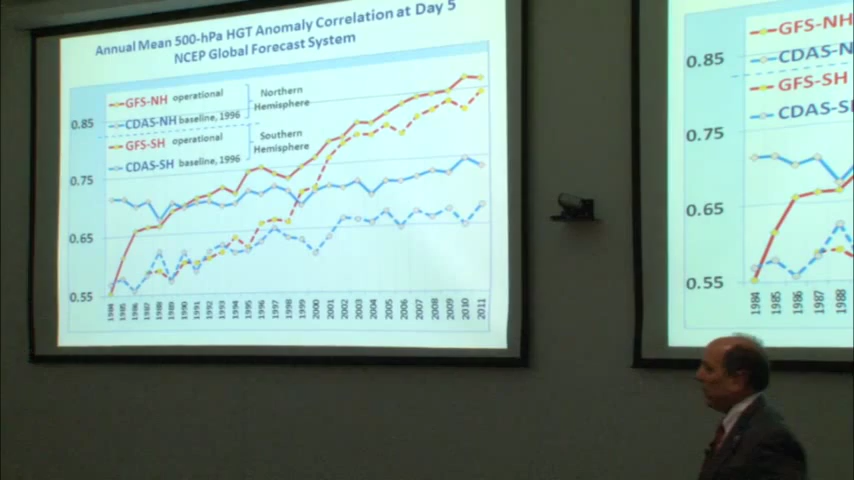 Annual Mean 500-hPa HGT Anomaly Correlation at Day 5
NCEP Global Forecast System
GFS-NH operational
CDAS-NH baseline, 1996
Northern
Hemisphere
GFS-SH operational
CDAS-SH baseline, 1996
Southern
Hemisphere
0.85
0.75
0.65
0.55
1984 1985 1986 1987 1988 1989 1990 1991 1992 1993 1994 1995 1996 1997 1998 1999 2000 2001 2002 2003 2004 2005 2006 2007 2008 2009 2010 2011
GFS-NH
CDAS-N
GFS-SH
CDAS-S
0.85
0.75
0.65
0.55
1984 1985 1986 1987 1988